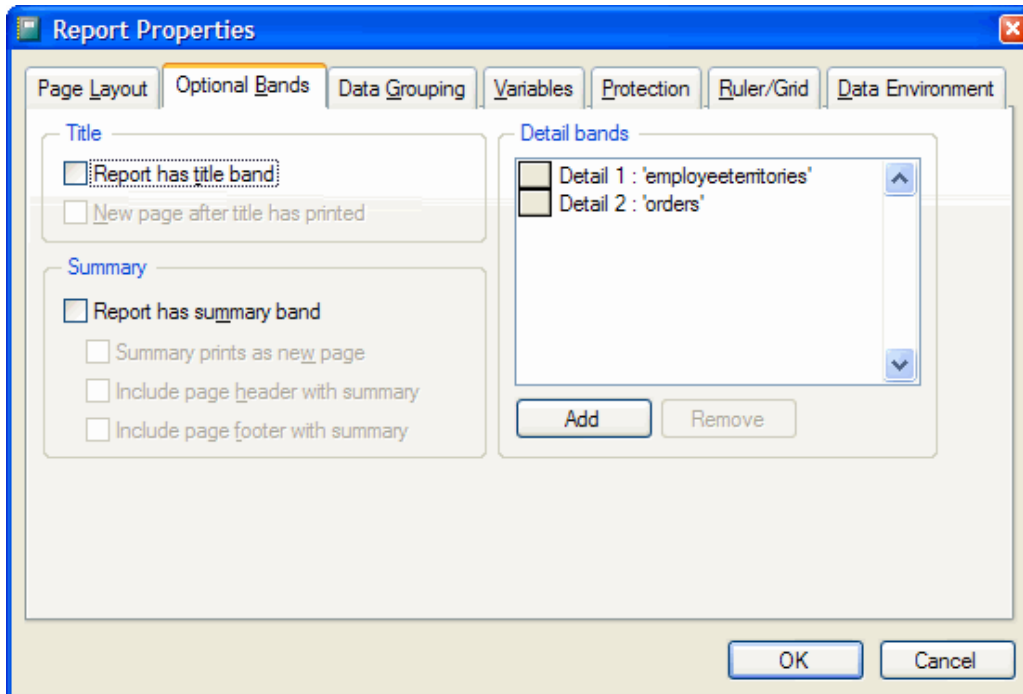 Report Properties
Page Layout
Optional Bands
Data Grouping
Variables
Protection
Ruler/Grid
Data Environment
Title
Report has title band
New page after title has printed
Summary
Report has summary band
Summary prints as new page
Include page header with summary
Include page footer with summary
Detail bands
Detail 1 : 'employeeterritories'
Detail 2 : 'orders'
Add
Remove
OK
Cancel